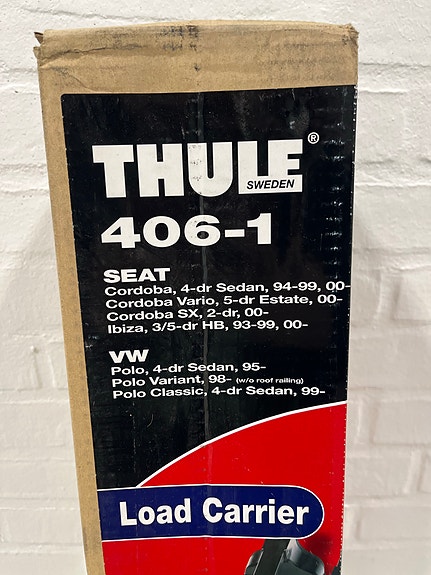 THULE®
SWEDEN
406-1
SEAT
Cordoba, 4-dr Sedan, 94-99, 00-
Cordoba Vario, 5-dr Estate, 00-
Cordoba SX, 2-dr, 00-
Ibiza, 3/5-dr HB, 93-99, 00-
VW
Polo, 4-dr Sedan, 95-
Polo Variant, 98- (w/o roof railing)
Polo Classic, 4-dr Sedan, 99-
Load Carrier